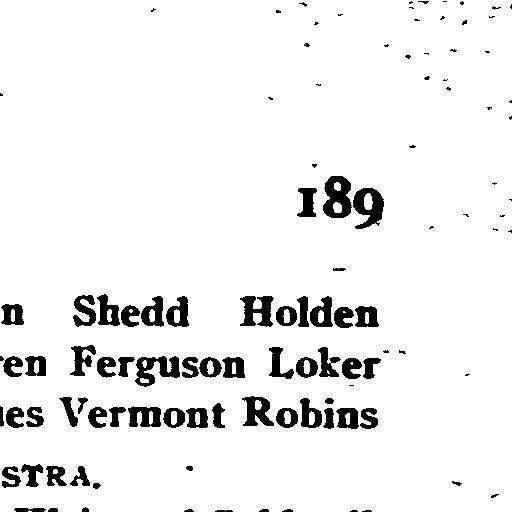 189
n Shedd Holden
ren Ferguson Loker
ues Vermont Robins
STRA.